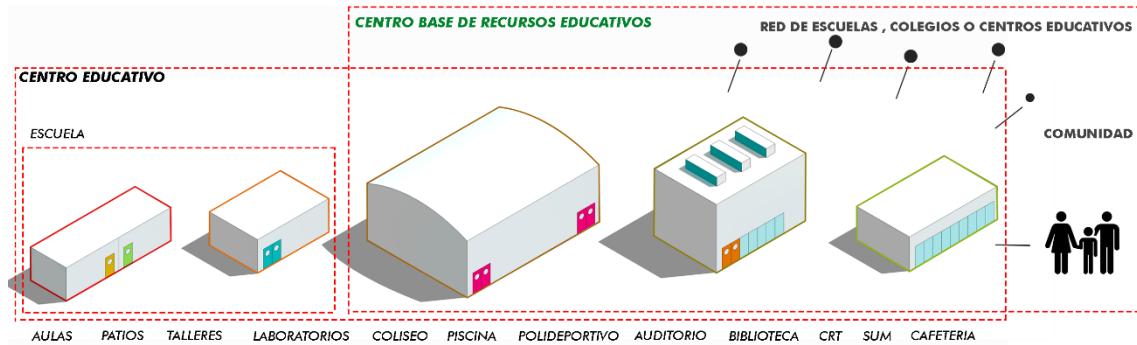 CENTRO BASE DE RECURSOS EDUCATIVOS
RED DE ESCUELAS , COLEGIOS O CENTROS EDUCATIVOS
CENTRO EDUCATIVO
ESCUELA
COMUNIDAD
AULAS PATIOS TALLERES LABORATORIOS COLISEO PISCINA POLIDEPORTIVO AUDITORIO BIBLIOTECA CRT SUM CAFETERIA